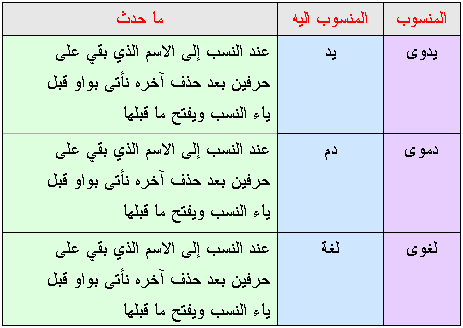 المنسوب
المنسوب اليه
ما حدث
يدوى
يد
عند النسب إلى الاسم الذي بقي على
حرفين بعد حذف آخره نأتى بواو قبل
ياء النسب ويفتح ما قبلها
دموى
دم
عند النسب إلى الاسم الذي بقي على
حرفين بعد حذف آخره نأتى بواو قبل
ياء النسب ويفتح ما قبلها
لغوى
لغة
عند النسب إلى الاسم الذي بقي على
حرفين بعد حذف آخره نأتى بواو قبل
ياء النسب ويفتح ما قبلها